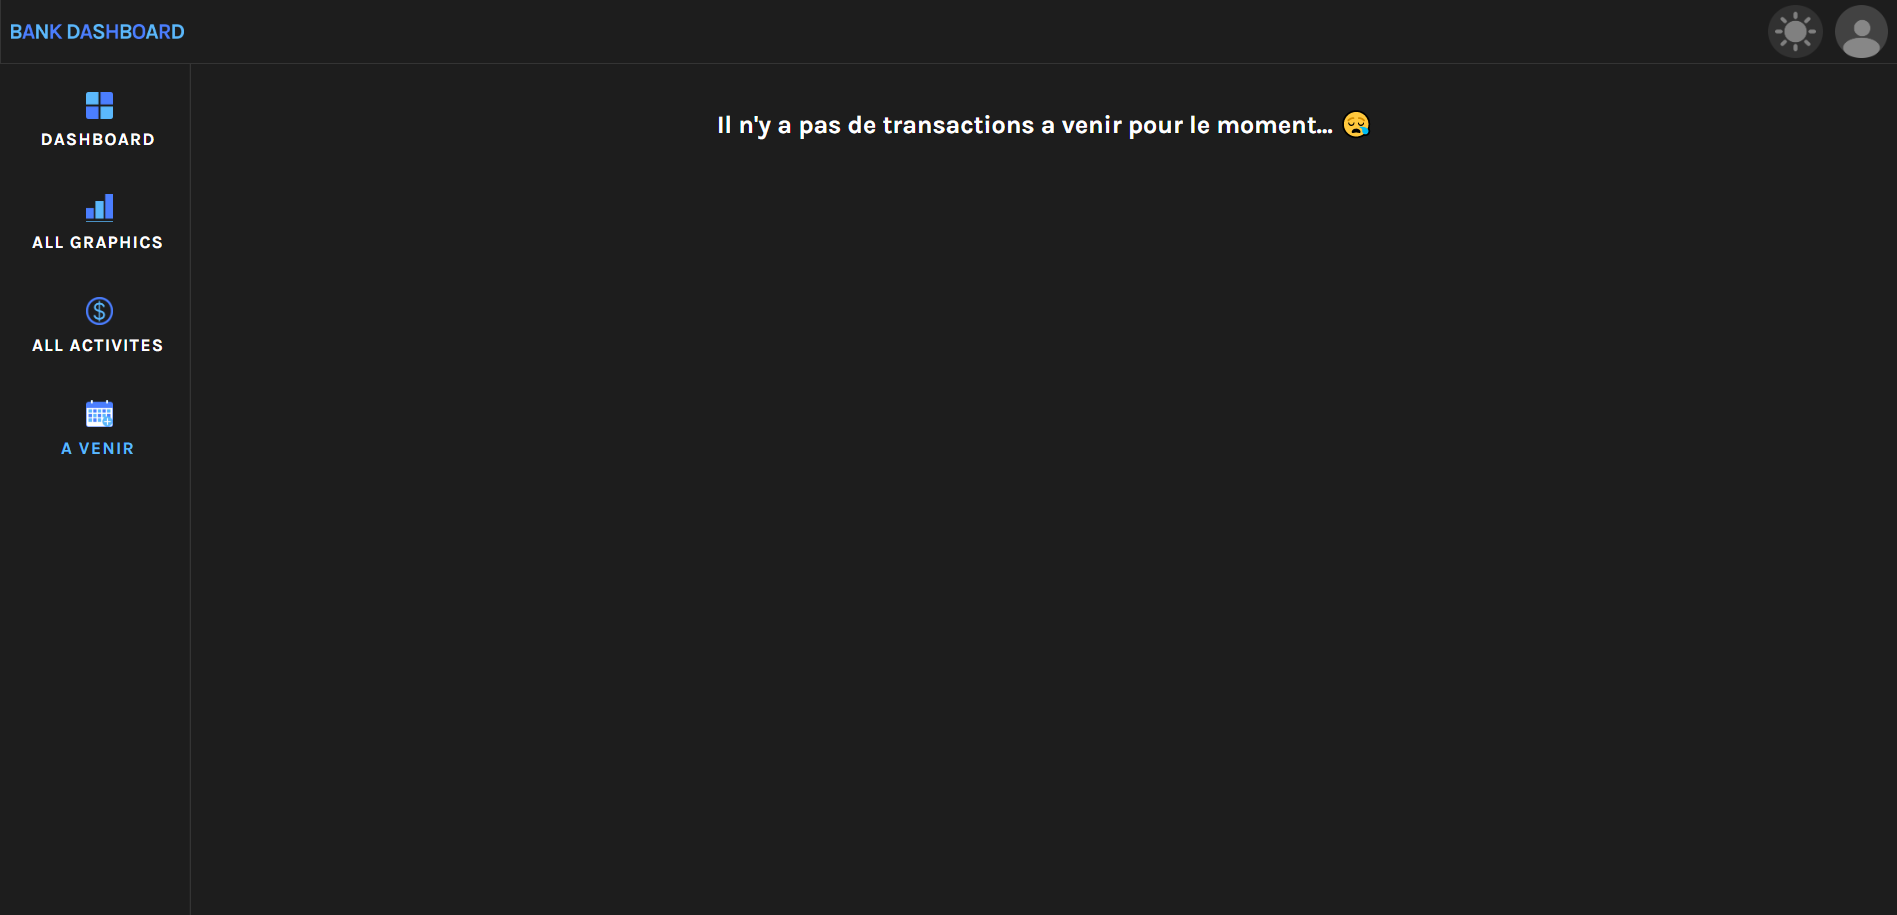 BANK DASHBOARD
DASHBOARD
ALL GRAPHICS
ALL ACTIVITES
A VENIR
Il n'y a pas de transactions a venir pour le moment... 😪